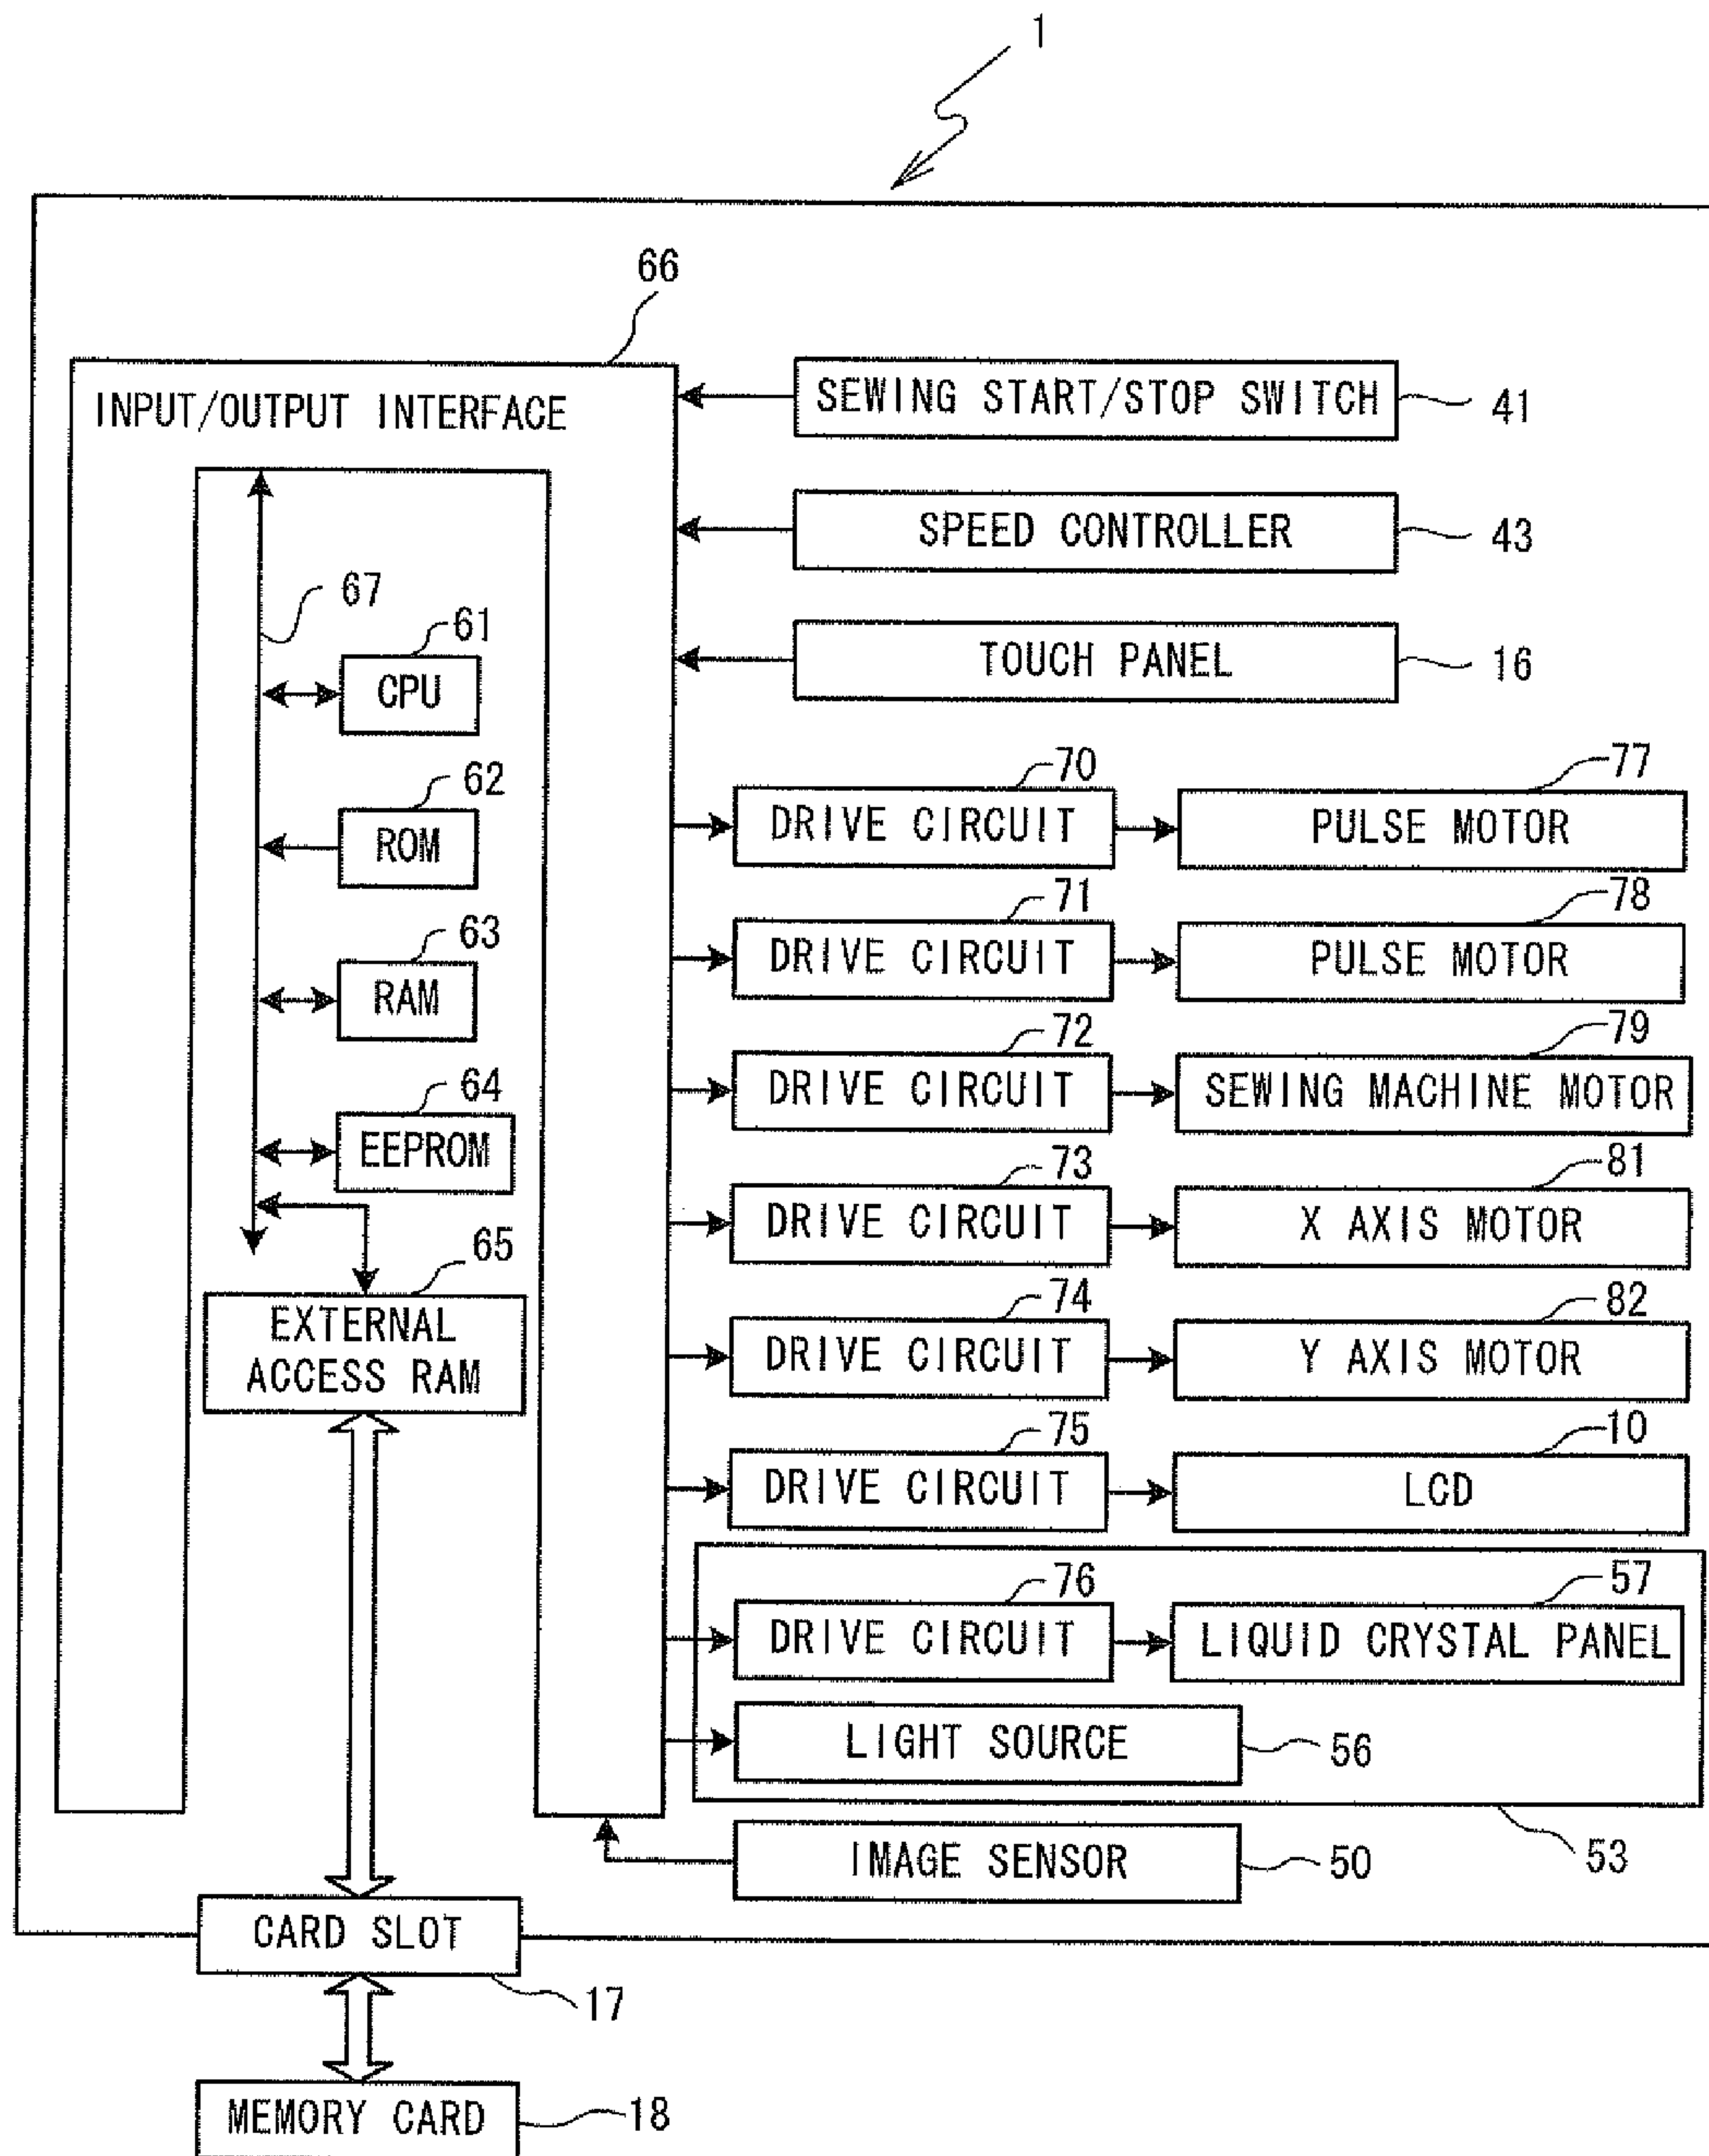 1
66
INPUT/OUTPUT INTERFACE
SEWING START/STOP SWITCH
41
SPEED CONTROLLER
43
67
61
CPU
TOUCH PANEL
16
62
ROM
70
DRIVE CIRCUIT
77
PULSE MOTOR
63
RAM
71
DRIVE CIRCUIT
78
PULSE MOTOR
64
EEPROM
72
DRIVE CIRCUIT
79
SEWING MACHINE MOTOR
73
DRIVE CIRCUIT
81
X AXIS MOTOR
65
EXTERNAL
ACCESS RAM
74
DRIVE CIRCUIT
82
Y AXIS MOTOR
75
DRIVE CIRCUIT
10
LCD
76
DRIVE CIRCUIT
57
LIQUID CRYSTAL PANEL
LIGHT SOURCE
56
53
IMAGE SENSOR
50
CARD SLOT
17
MEMORY CARD
18